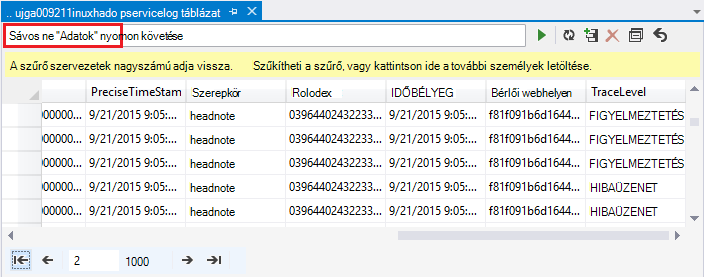 .. ujga009211inuxhado pservicelog táblázat
Sávos ne "Adatok" nyomon követése
A szűrő szervezetek nagyszámú adja vissza. Szűkítheti a szűrő, vagy kattintson ide a további személyek letöltése.
PreciseTimeStam Szerepkör Rolodex IDŐBÉLYEG Bérlői webhelyen TraceLevel
000000... 9/21/2015 9:05:... headnote 03964402432233... 9/21/2015 9:05:... f81f091b6d1644... FIGYELMEZTETÉS
000000... 9/21/2015 9:05:... headnote 03964402432233... 9/21/2015 9:05:... f81f091b6d1644... FIGYELMEZTETÉS
000000... 9/21/2015 9:05:... headnote 03964402432233... 9/21/2015 9:05:... f81f091b6d1644... FIGYELMEZTETÉS
000000... 9/21/2015 9:05:... headnote 03964402432233... 9/21/2015 9:05:... f81f091b6d1644... HIBAÜZENET
000000... 9/21/2015 9:05:... headnote 03964402432233... 9/21/2015 9:05:... f81f091b6d1644... HIBAÜZENET
2 1000